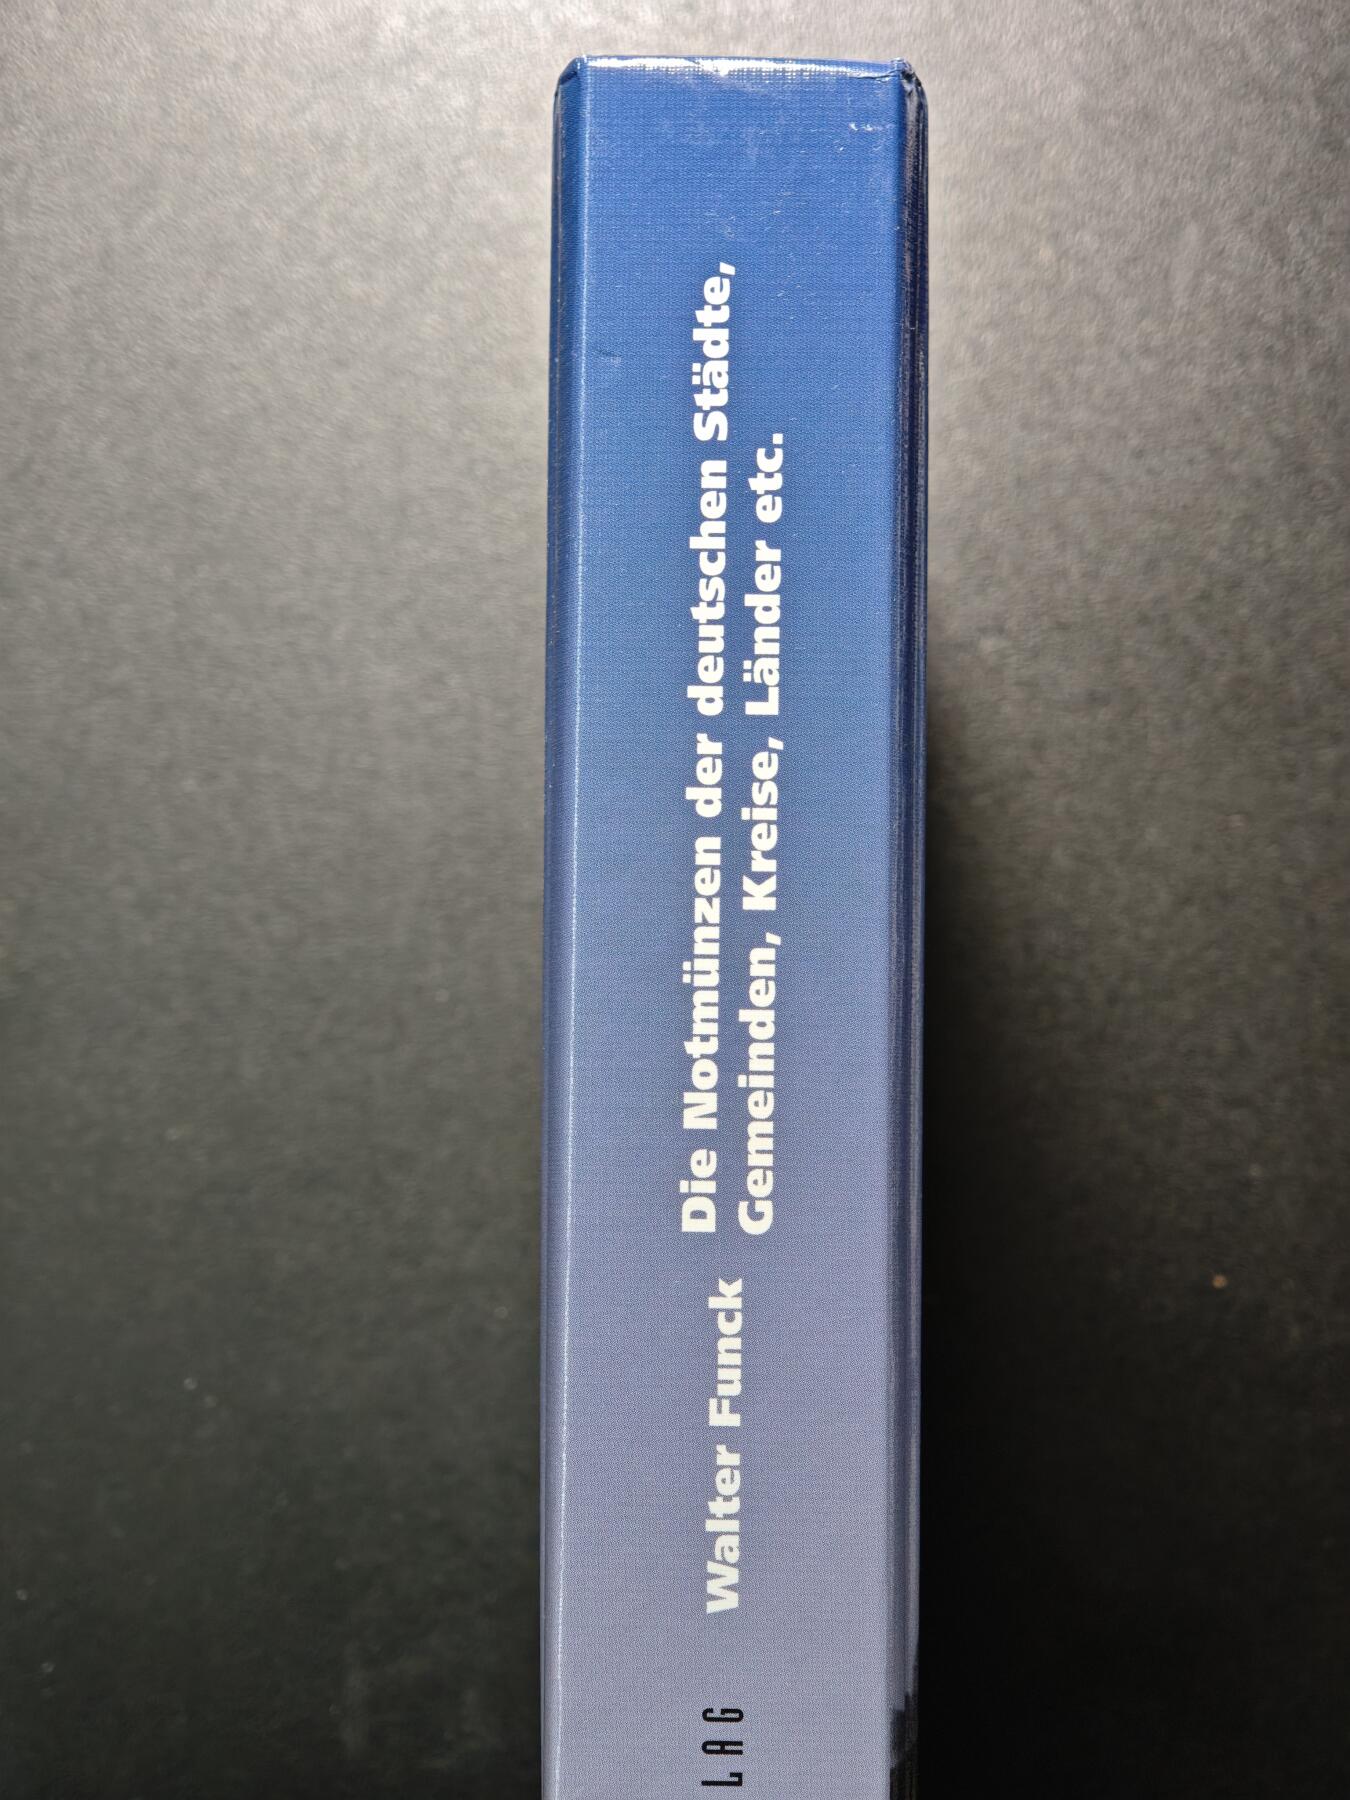 LAG
Walter Funck
Die Notmünzen der deutschen Städte,
Gemeinden, Kreise, Länder etc.